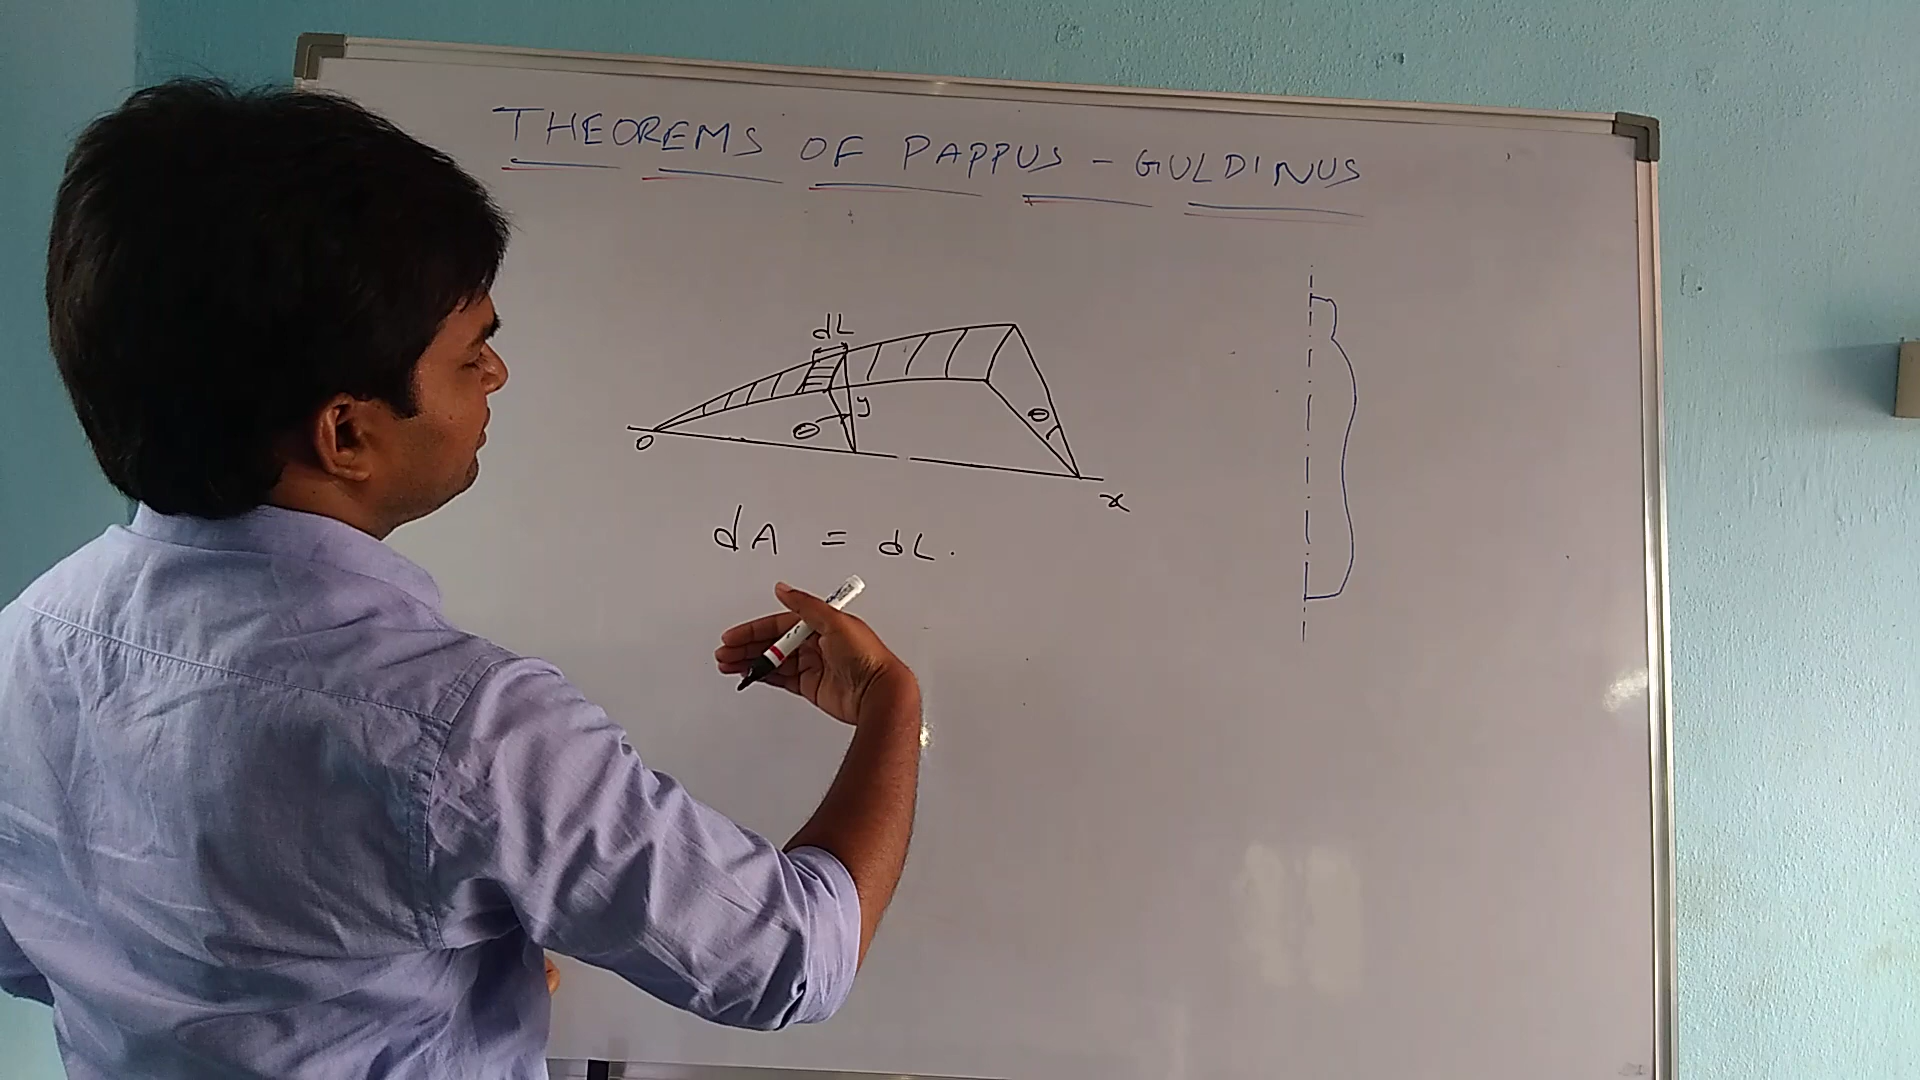 THEOREMS OF PAPPUS - GULDINUS
dL
y
θ
θ
O
x
dA = dL.